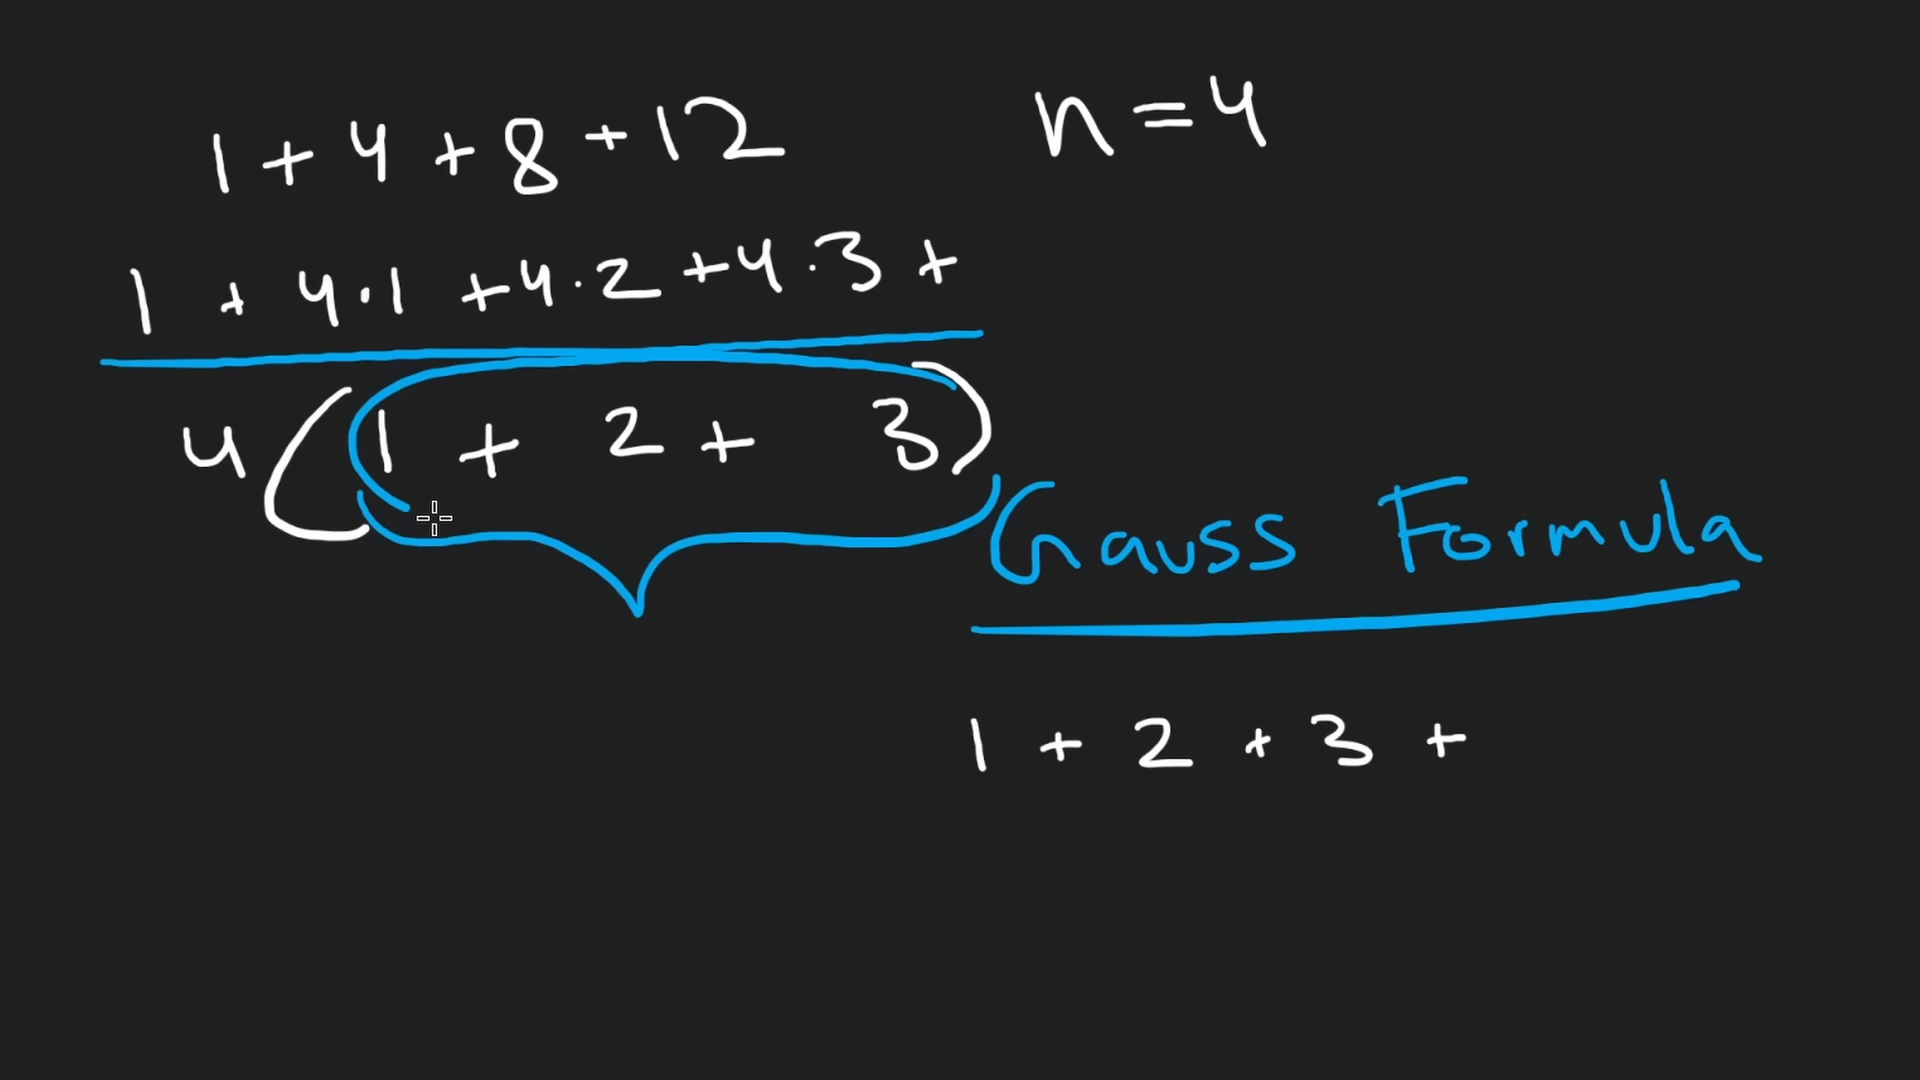 1 + 4 + 8 + 12
n = 4
1 + 4·1 + 4·2 + 4·3 +
4(1 + 2 + 3)
Gauss Formula
1 + 2 + 3 +